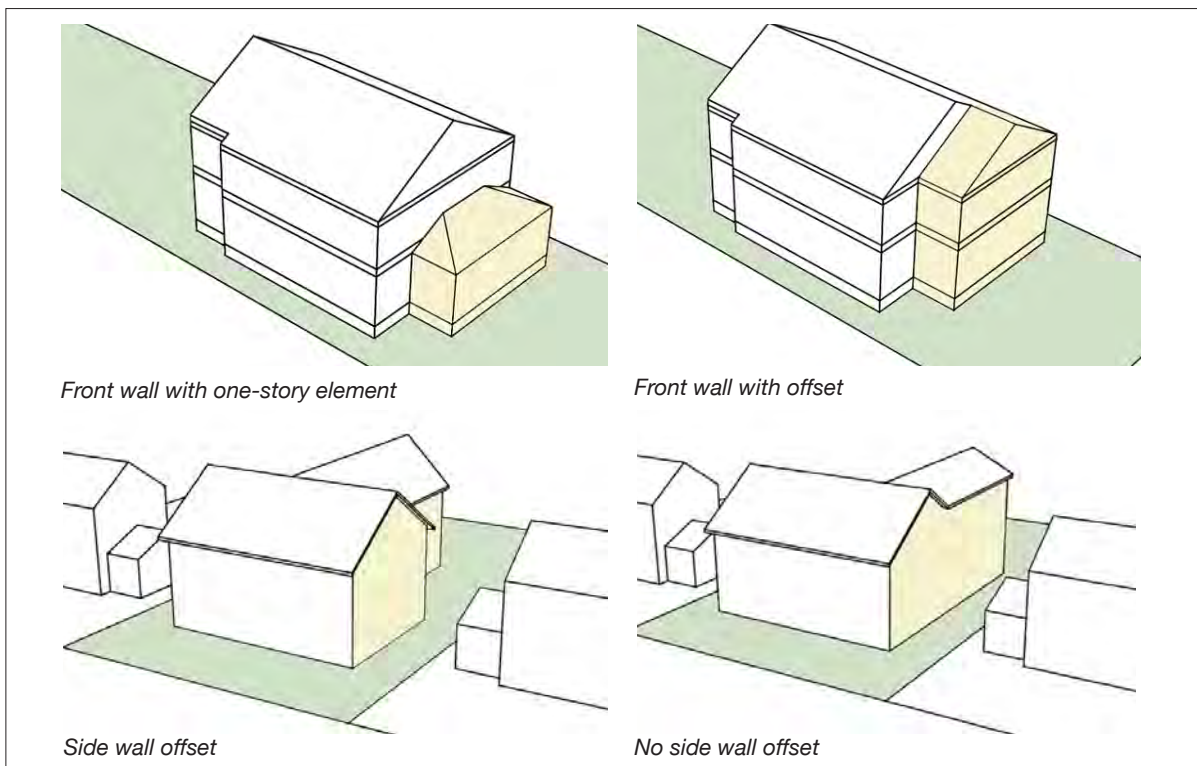 Front wall with one-story element
Front wall with offset
Side wall offset
No side wall offset